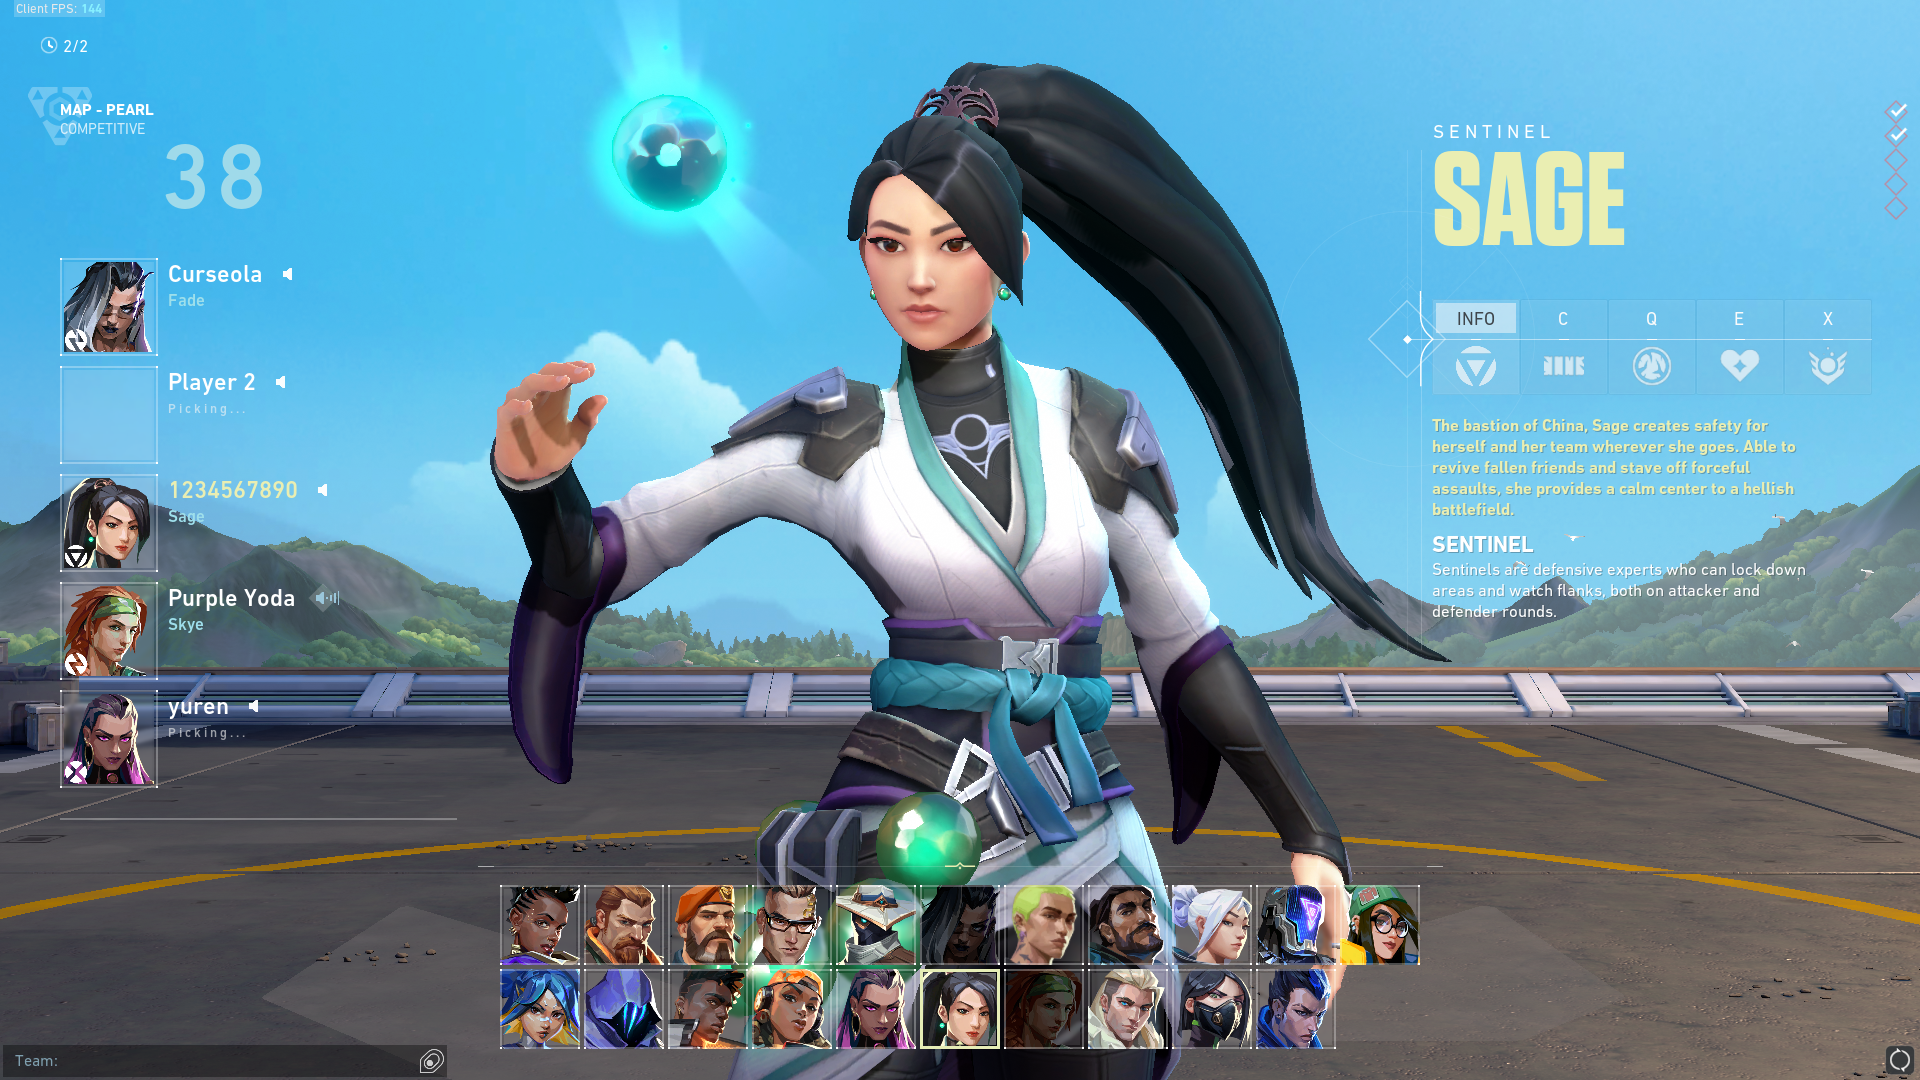 Client FPS: 144
2/2
MAP - PEARL
COMPETITIVE
38
Curseola
Fade
Player 2
Picking...
1234567890
Sage
Purple Yoda
Skye
yuren
Picking...
SENTINEL
SAGE
INFO
C
Q
E
X
The bastion of China, Sage creates safety for
herself and her team wherever she goes. Able to
revive fallen friends and stave off forceful
assaults, she provides a calm center to a hellish
battlefield.
SENTINEL
Sentinels are defensive experts who can lock down
areas and watch flanks, both on attacker and
defender rounds.
Team: